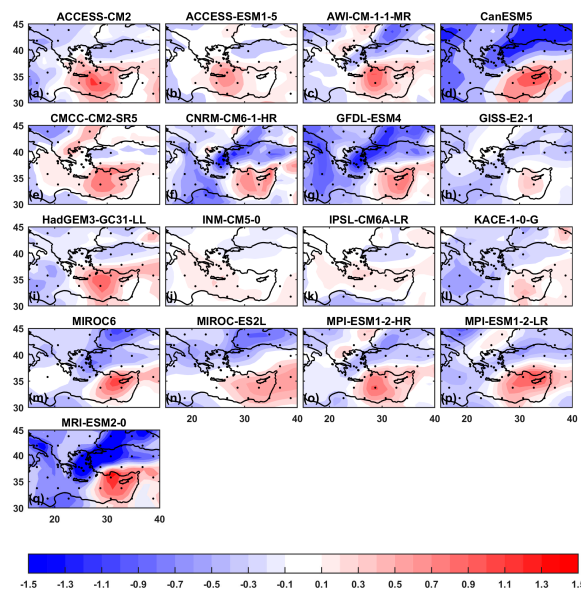 ACCESS-CM2 ACCESS-ESM1-5 AWI-CM-1-1-MR CanESM5
45
40
35
30
(a) (b) (c) (d)
CMCC-CM2-SR5 CNRM-CM6-1-HR GFDL-ESM4 GISS-E2-1
45
40
35
30
(e) (f) (g) (h)
HadGEM3-GC31-LL INM-CM5-0 IPSL-CM6A-LR KACE-1-0-G
45
40
35
30
(i) (j) (k) (l)
MIROC6 MIROC-ES2L MPI-ESM1-2-HR MPI-ESM1-2-LR
45
40
35
30
(m) (n) (o) (p)
20 30 40 20 30 40 20 30 40
MRI-ESM2-0
45
40
35
30
(q)
20 30 40
-1.5 -1.3 -1.1 -0.9 -0.7 -0.5 -0.3 -0.1 0.1 0.3 0.5 0.7 0.9 1.1 1.3 1.5